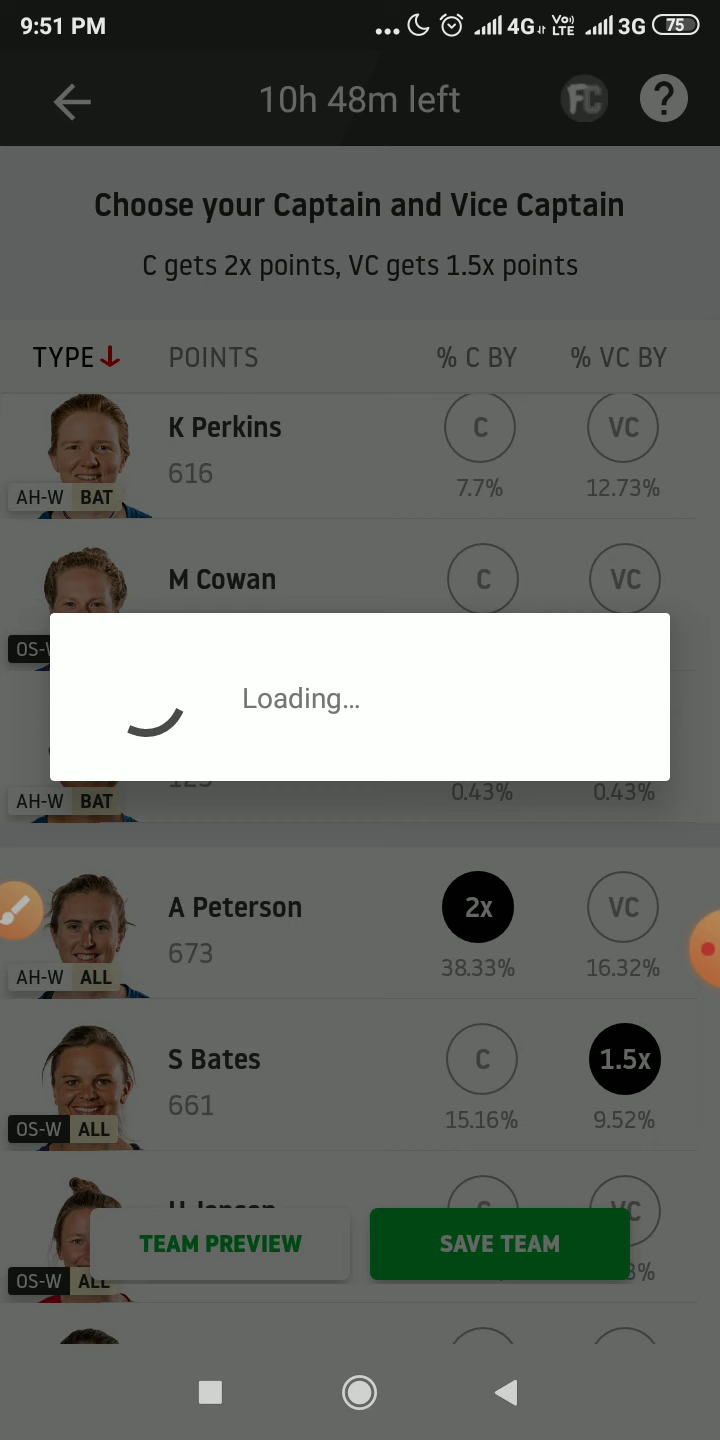 9:51 PM
4G
Vo))
LTE
3G
75
10h 48m left
FC
?
Choose your Captain and Vice Captain
C gets 2x points, VC gets 1.5x points
TYPE POINTS % C BY % VC BY
K Perkins C VC
616
AH-W BAT 7.7% 12.73%
M Cowan C VC
Loading...
AH-W BAT 0.43% 0.43%
A Peterson 2x VC
673
AH-W ALL 38.33% 16.32%
S Bates C 1.5x
661
OS-W ALL 15.16% 9.52%
TEAM PREVIEW SAVE TEAM
OS-W ALL